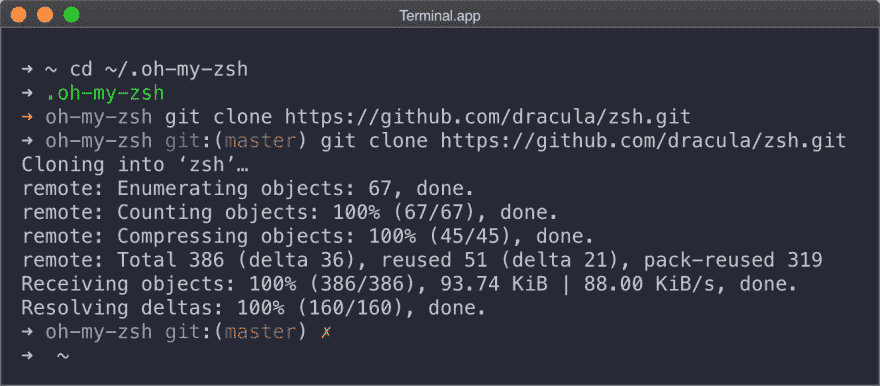 Terminal.app
➜ ~ cd ~/.oh-my-zsh
➜ .oh-my-zsh
➜ oh-my-zsh git clone https://github.com/dracula/zsh.git
➜ oh-my-zsh git:(master) git clone https://github.com/dracula/zsh.git
Cloning into ‘zsh’…
remote: Enumerating objects: 67, done.
remote: Counting objects: 100% (67/67), done.
remote: Compressing objects: 100% (45/45), done.
remote: Total 386 (delta 36), reused 51 (delta 21), pack-reused 319
Receiving objects: 100% (386/386), 93.74 KiB | 88.00 KiB/s, done.
Resolving deltas: 100% (160/160), done.
➜ oh-my-zsh git:(master) ✗
➜  ~